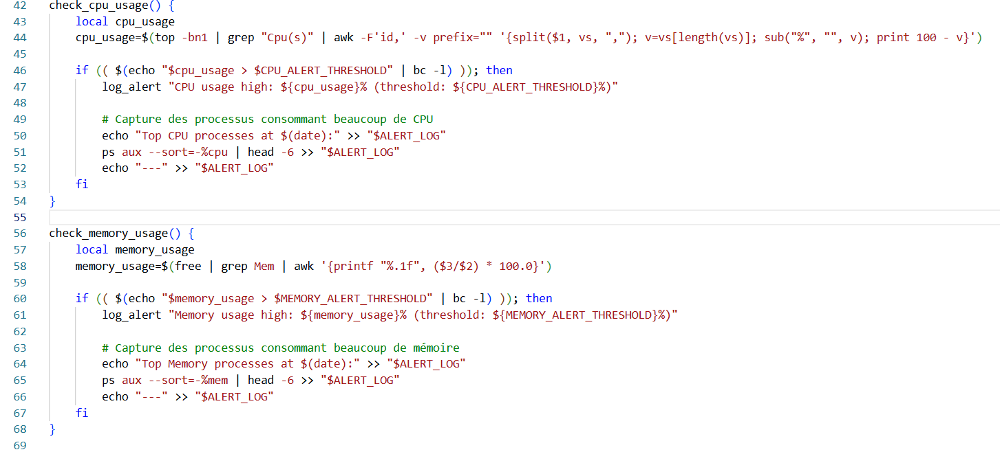 42 check_cpu_usage() {
43     local cpu_usage
44     cpu_usage=$(top -bn1 | grep "Cpu(s)" | awk -F'id,' -v prefix="" '{split($1, vs, ","); v=vs[length(vs)]; sub("%", "", v); print 100 - v}')
45
46     if (( $(echo "$cpu_usage > $CPU_ALERT_THRESHOLD" | bc -l) )); then
47         log_alert "CPU usage high: ${cpu_usage}% (threshold: ${CPU_ALERT_THRESHOLD}%)"
48
49         # Capture des processus consommant beaucoup de CPU
50         echo "Top CPU processes at $(date):" >> "$ALERT_LOG"
51         ps aux --sort=-%cpu | head -6 >> "$ALERT_LOG"
52         echo "---" >> "$ALERT_LOG"
53     fi
54 }
55
56 check_memory_usage() {
57     local memory_usage
58     memory_usage=$(free | grep Mem | awk '{printf "%.1f", ($3/$2) * 100.0}')
59
60     if (( $(echo "$memory_usage > $MEMORY_ALERT_THRESHOLD" | bc -l) )); then
61         log_alert "Memory usage high: ${memory_usage}% (threshold: ${MEMORY_ALERT_THRESHOLD}%)"
62
63         # Capture des processus consommant beaucoup de mémoire
64         echo "Top Memory processes at $(date):" >> "$ALERT_LOG"
65         ps aux --sort=-%mem | head -6 >> "$ALERT_LOG"
66         echo "---" >> "$ALERT_LOG"
67     fi
68 }
69